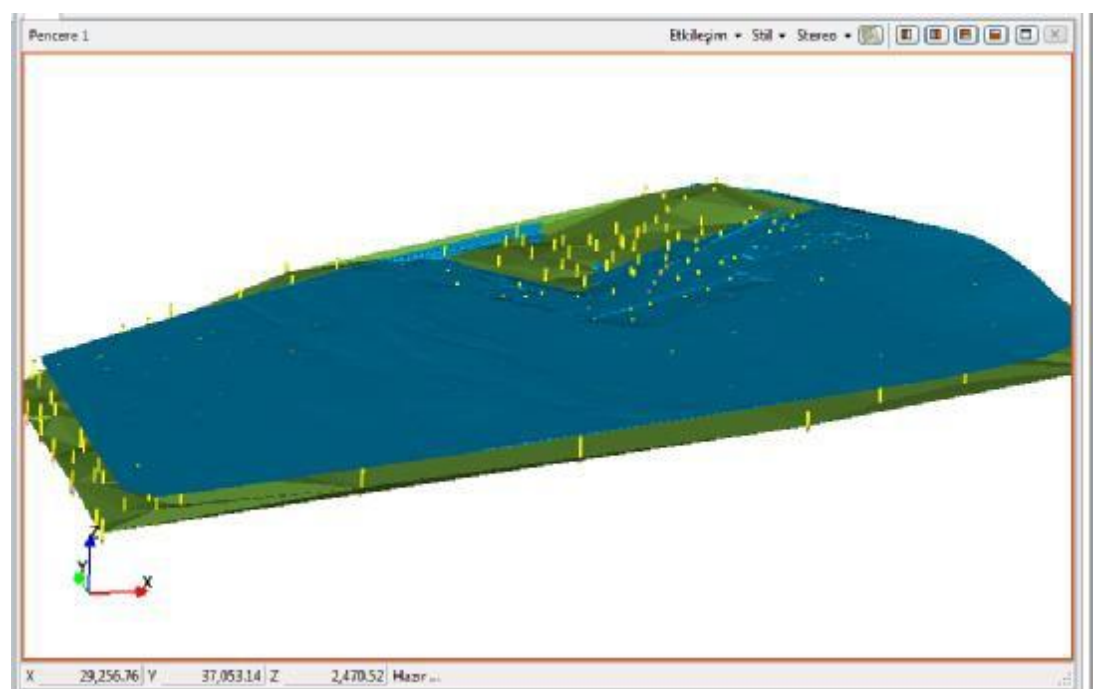 Pencere 1 Etkileşim Stil Stereo
Z
Y
X
X 29,256.76 Y 37,053.14 Z 2,470.52 Hazır ...